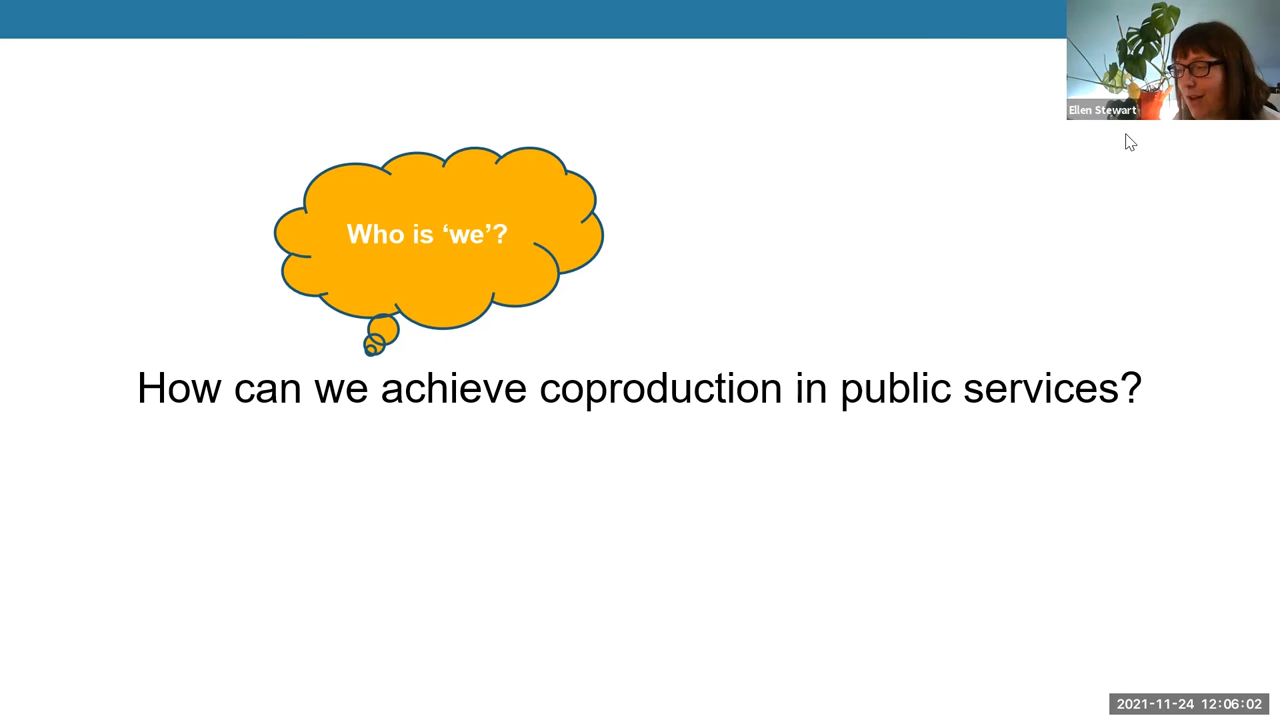 Ellen Stewart
Who is ‘we’?
How can we achieve coproduction in public services?
2021-11-24 12:06:02